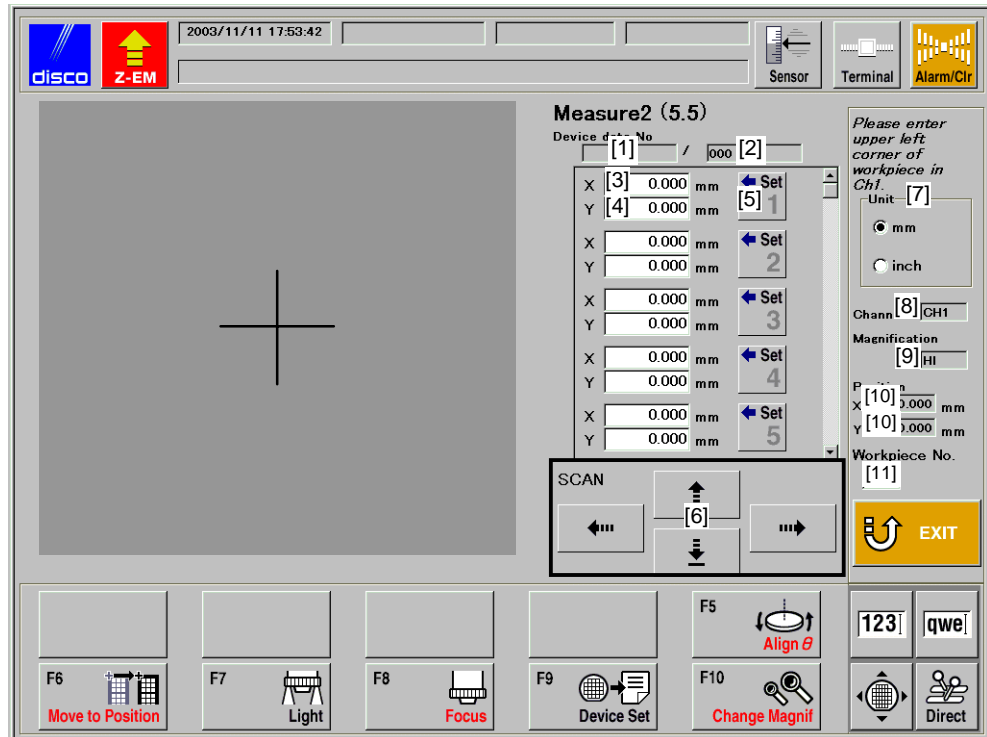 disco
Z-EM
2003/11/11 17:53:42
Sensor
Terminal
Alarm/Clr
Measure2 (5.5)
Device data No
[1] / 000 [2]
X [3] 0.000 mm Set
Y [4] 0.000 mm [5] 1
X 0.000 mm Set
Y 0.000 mm 2
X 0.000 mm Set
Y 0.000 mm 3
X 0.000 mm Set
Y 0.000 mm 4
X 0.000 mm Set
Y 0.000 mm 5
SCAN
[6]
Please enter
upper left
corner of
workpiece in
Ch1.
Unit [7]
mm
inch
Chann [8] CH1
Magnification
[9] HI
Position
X [10] 0.000 mm
Y [10] 0.000 mm
Workpiece No.
[11]
EXIT
F5
Align θ
123
qwe
F6
Move to Position
F7
Light
F8
Focus
F9
Device Set
F10
Change Magnif
Direct